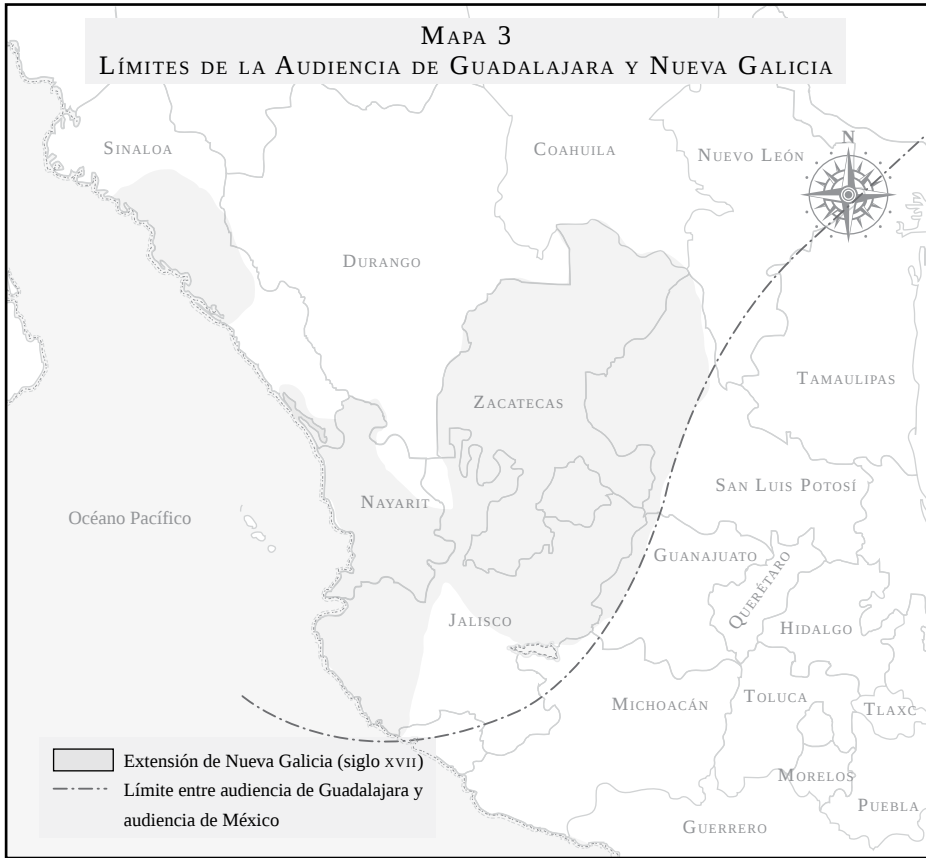 Mapa 3
Límites de la Audiencia de Guadalajara y Nueva Galicia
N
Sinaloa
Coahuila
Nuevo León
Durango
Tamaulipas
Zacatecas
San Luis Potosí
Nayarit
Océano Pacífico
Guanajuato
Querétaro
Jalisco
Hidalgo
Michoacán
Toluca
Tlaxc
Extensión de Nueva Galicia (siglo xvii)
Límite entre audiencia de Guadalajara y
audiencia de México
Morelos
Puebla
Guerrero